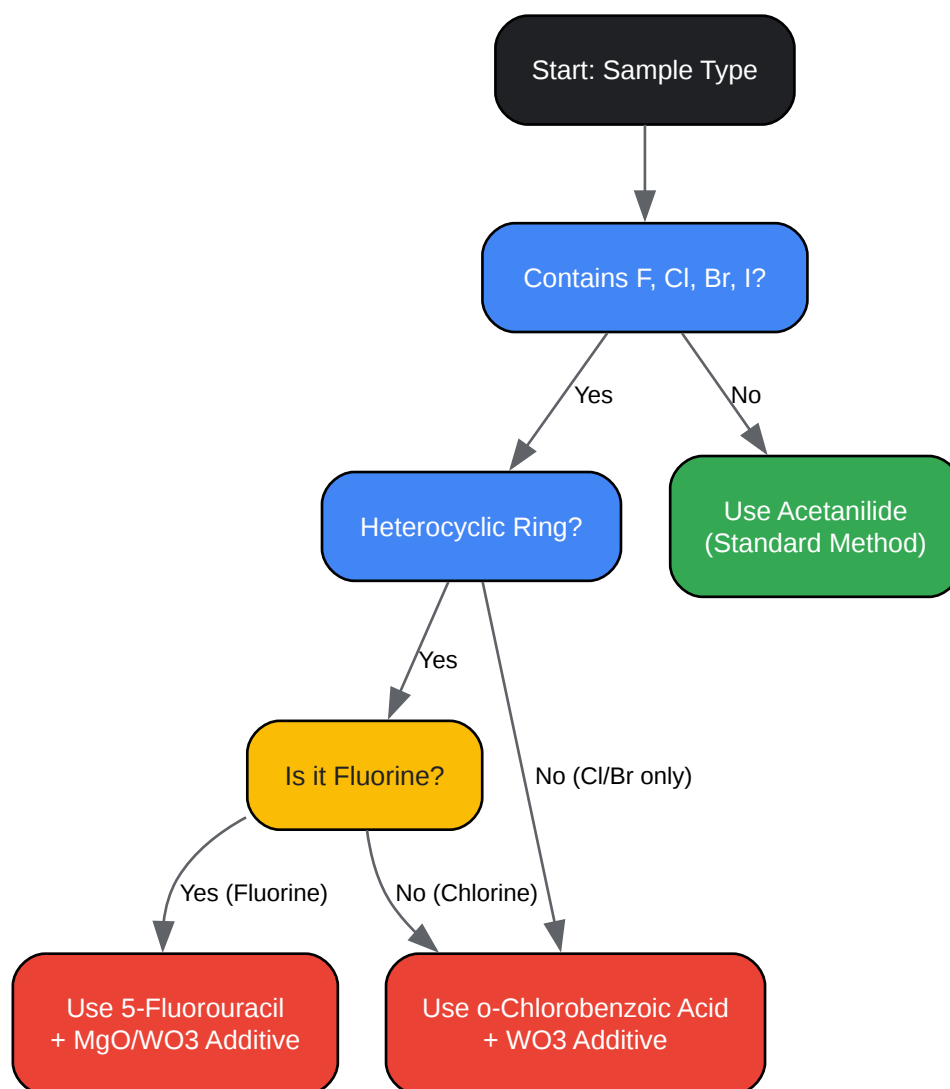 Start: Sample Type
Contains F, Cl, Br, I?
Yes
No
Heterocyclic Ring?
Use Acetanilide
(Standard Method)
Yes
Is it Fluorine?
No (Cl/Br only)
Yes (Fluorine)
No (Chlorine)
Use 5-Fluorouracil
+ MgO/WO3 Additive
Use o-Chlorobenzoic Acid
+ WO3 Additive